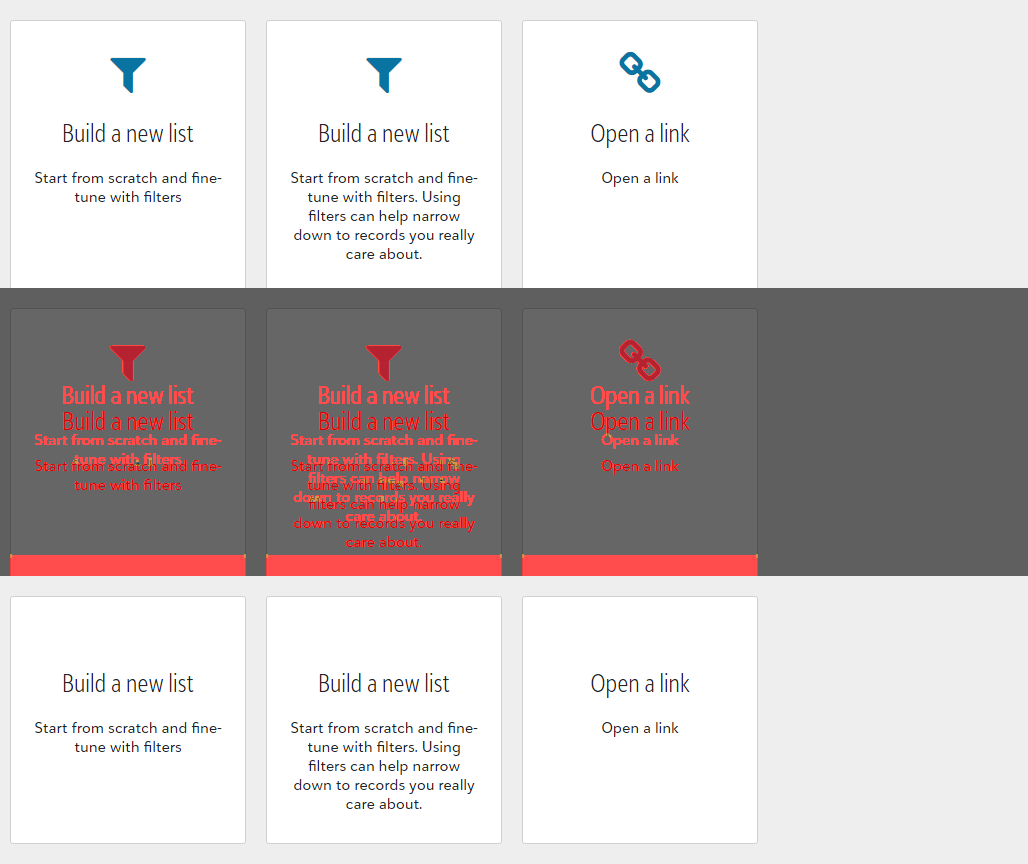 Build a new list
Start from scratch and fine-
tune with filters
Build a new list
Start from scratch and fine-
tune with filters. Using
filters can help narrow
down to records you really
care about.
Open a link
Open a link
Build a new list
Build a new list
Start from scratch and fine-
tune with filters
Start from scratch and fine-
tune with filters
Build a new list
Build a new list
Start from scratch and fine-
tune with filters. Using
Start from scratch and fine-
filters can help narrow
tune with filters. Using
down to records you really
filters can help narrow
care about.
down to records you really
care about.
Open a link
Open a link
Open a link
Open a link
Build a new list
Start from scratch and fine-
tune with filters
Build a new list
Start from scratch and fine-
tune with filters. Using
filters can help narrow
down to records you really
care about.
Open a link
Open a link